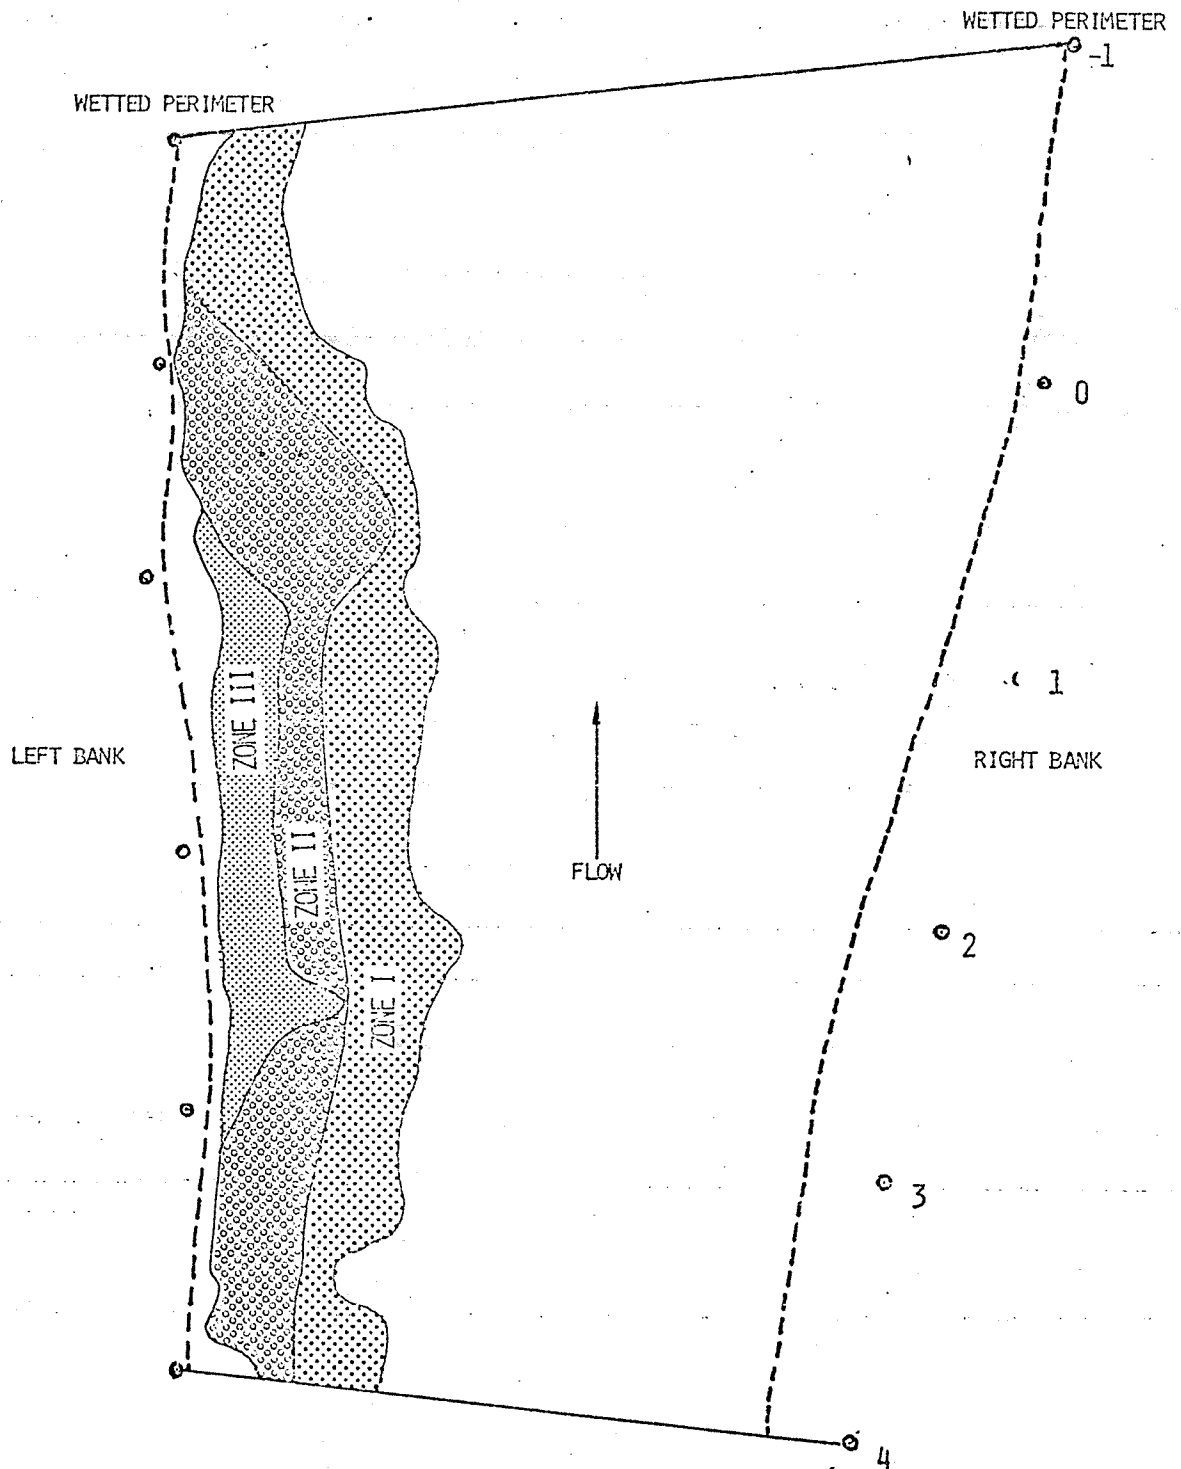 WETTED PERIMETER
-1
WETTED PERIMETER
0
ZONE III
1
LEFT BANK
RIGHT BANK
ZONE II
FLOW
2
ZONE I
3
4